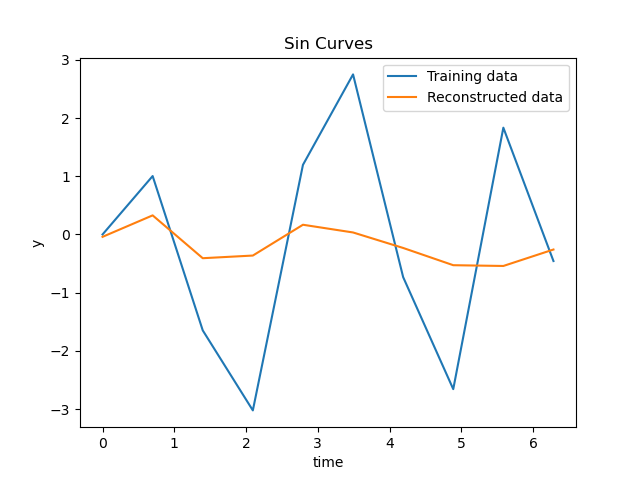 Sin Curves
Training data
Reconstructed data
3
2
1
0
−1
−2
−3
y
0 1 2 3 4 5 6
time